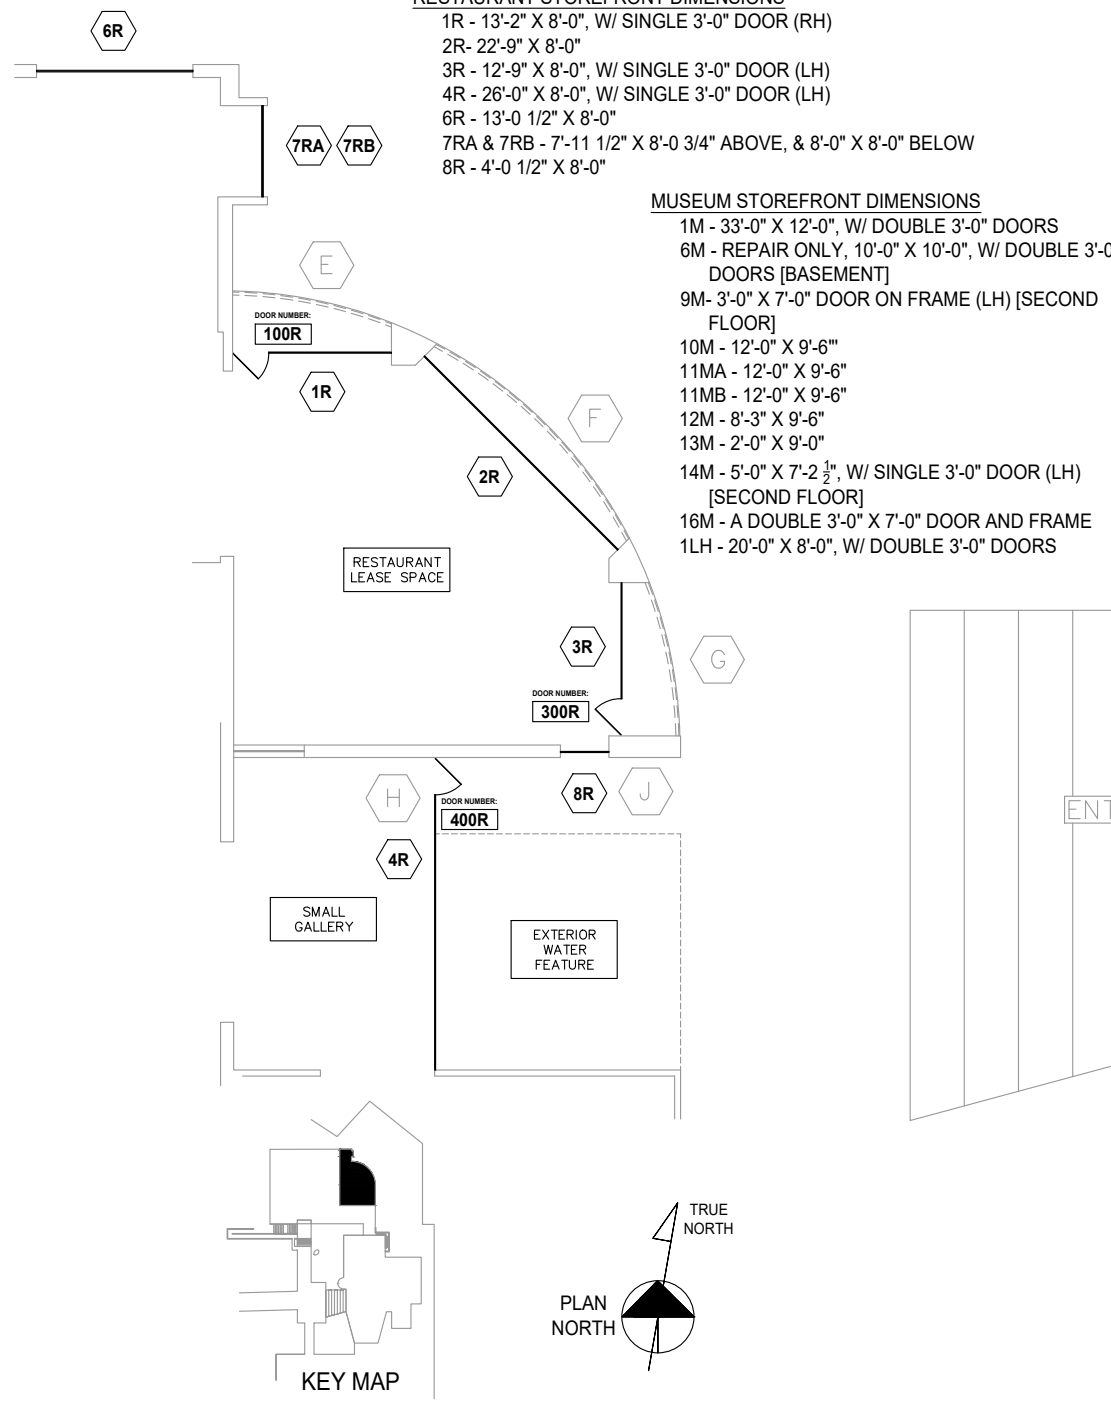 RESTAURANT STOREFRONT DIMENSIONS
1R - 13'-2" X 8'-0", W/ SINGLE 3'-0" DOOR (RH)
2R- 22'-9" X 8'-0"
3R - 12'-9" X 8'-0", W/ SINGLE 3'-0" DOOR (LH)
4R - 26'-0" X 8'-0", W/ SINGLE 3'-0" DOOR (LH)
6R - 13'-0 1/2" X 8'-0"
7RA & 7RB - 7'-11 1/2" X 8'-0 3/4" ABOVE, & 8'-0" X 8'-0" BELOW
8R - 4'-0 1/2" X 8'-0"
MUSEUM STOREFRONT DIMENSIONS
1M - 33'-0" X 12'-0", W/ DOUBLE 3'-0" DOORS
6M - REPAIR ONLY, 10'-0" X 10'-0", W/ DOUBLE 3'-0
DOORS [BASEMENT]
9M- 3'-0" X 7'-0" DOOR ON FRAME (LH) [SECOND
FLOOR]
10M - 12'-0" X 9'-6'"
11MA - 12'-0" X 9'-6"
11MB - 12'-0" X 9'-6"
12M - 8'-3" X 9'-6"
13M - 2'-0" X 9'-0"
14M - 5'-0" X 7'-2 1/2", W/ SINGLE 3'-0" DOOR (LH)
[SECOND FLOOR]
16M - A DOUBLE 3'-0" X 7'-0" DOOR AND FRAME
1LH - 20'-0" X 8'-0", W/ DOUBLE 3'-0" DOORS
6R
7RA
7RB
E
DOOR NUMBER:
100R
1R
F
2R
RESTAURANT
LEASE SPACE
3R
G
DOOR NUMBER:
300R
H
8R
J
DOOR NUMBER:
400R
4R
ENT
SMALL
GALLERY
EXTERIOR
WATER
FEATURE
TRUE
NORTH
PLAN
NORTH
KEY MAP